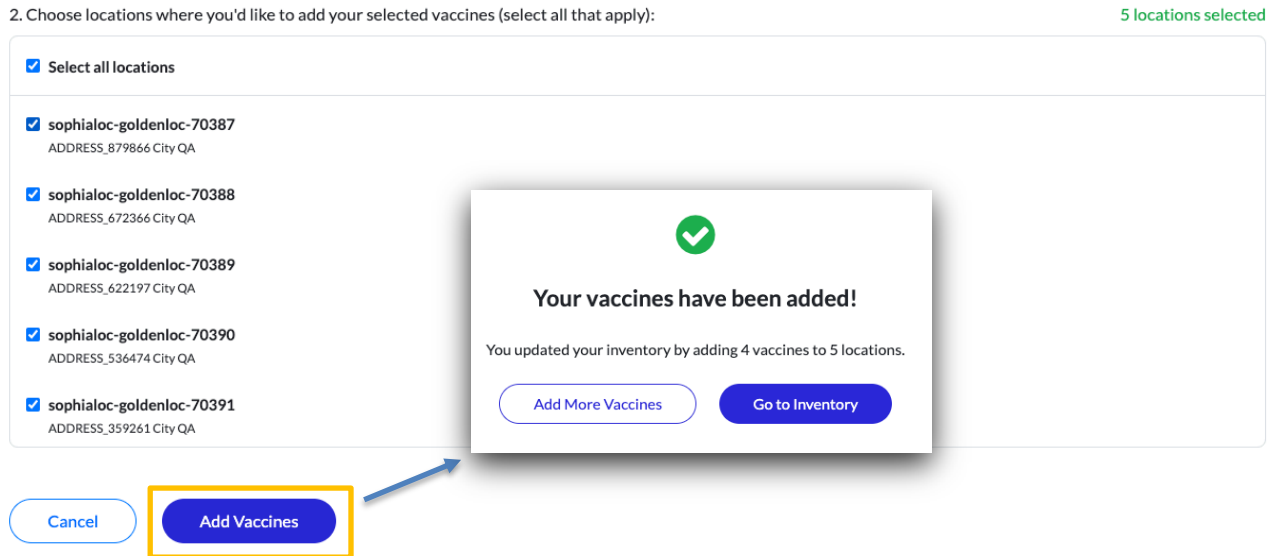 2. Choose locations where you'd like to add your selected vaccines (select all that apply):
5 locations selected
Select all locations
sophialoc-goldenloc-70387
ADDRESS_879866 City QA
sophialoc-goldenloc-70388
ADDRESS_672366 City QA
sophialoc-goldenloc-70389
ADDRESS_622197 City QA
sophialoc-goldenloc-70390
ADDRESS_536474 City QA
sophialoc-goldenloc-70391
ADDRESS_359261 City QA
Your vaccines have been added!
You updated your inventory by adding 4 vaccines to 5 locations.
Add More Vaccines
Go to Inventory
Cancel
Add Vaccines